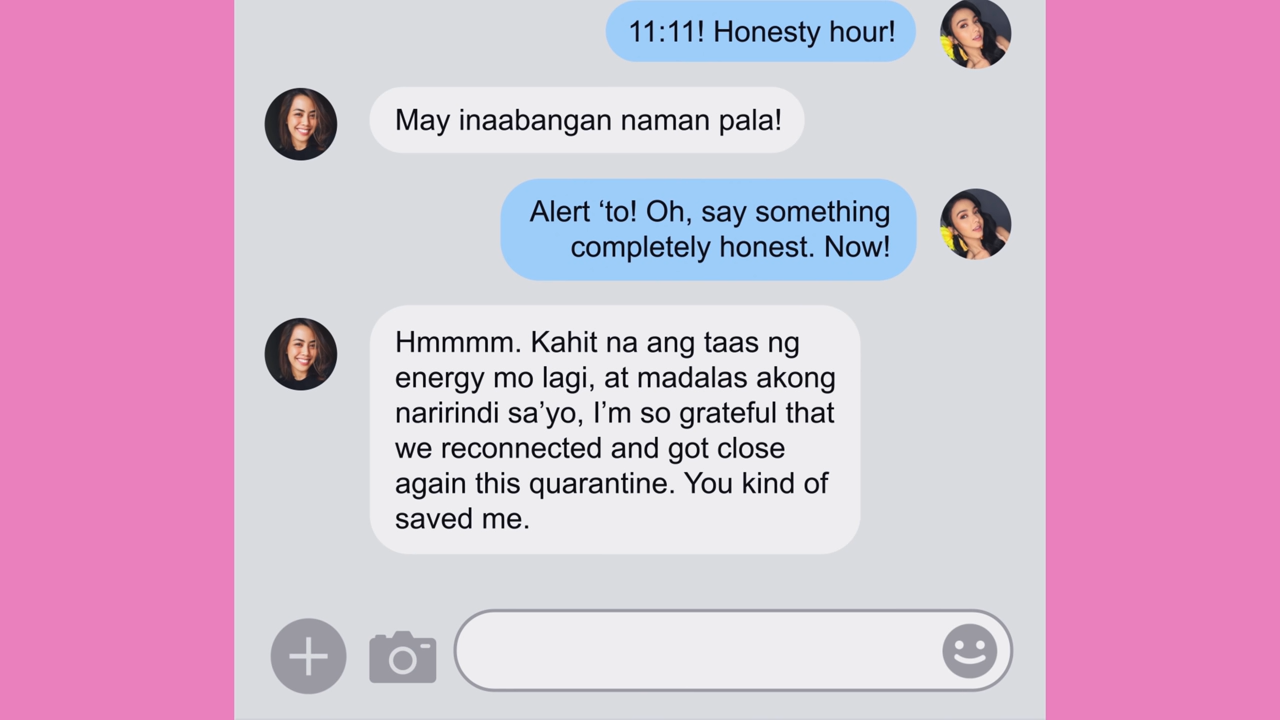 11:11! Honesty hour!
May inaabangan naman pala!
Alert ‘to! Oh, say something
completely honest. Now!
Hmmmm. Kahit na ang taas ng
energy mo lagi, at madalas akong
naririndi sa’yo, I’m so grateful that
we reconnected and got close
again this quarantine. You kind of
saved me.